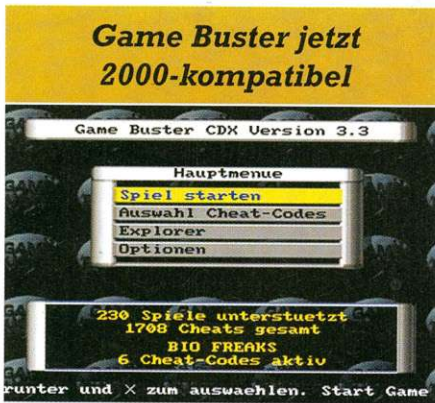 Game Buster jetzt
2000-kompatibel
Game Buster CDX Version 3.3
Hauptmenue
Spiel starten
Auswahl Cheat-Codes
Explorer
Optionen
230 Spiele unterstuetzt
1708 Cheats gesamt
BIO FREAKS
6 Cheat-Codes aktiv
runter und X zum auswaehlen. Start Game